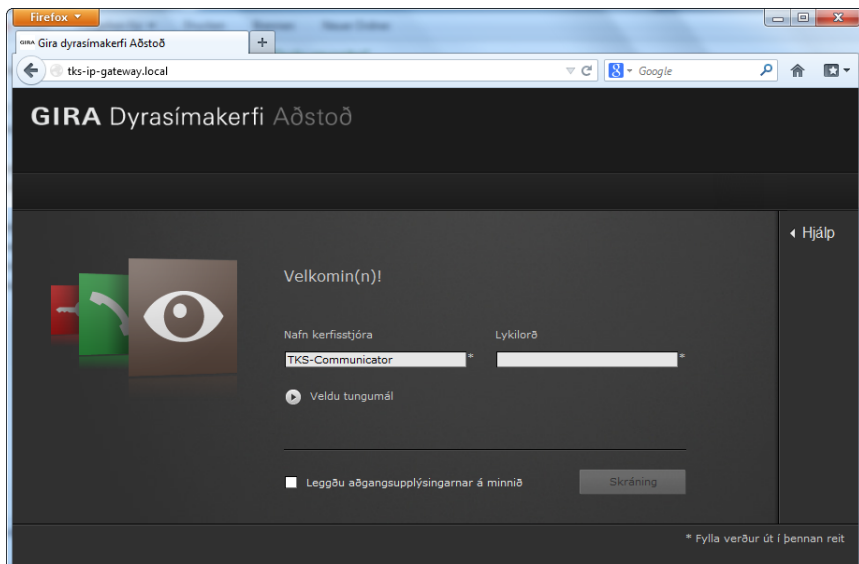 Firefox
GIRA Gira dyrasímakerfi Aðstoð
tks-ip-gateway.local
Google
GIRA Dyrasímakerfi Aðstoð
Hjálp
Velkomin(n)!
Nafn kerfisstjóra Lykilorð
TKS-Communicator * *
Veldu tungumál
Leggðu aðgangsupplýsingarnar á minnið Skráning
* Fylla verður út í þennan reit